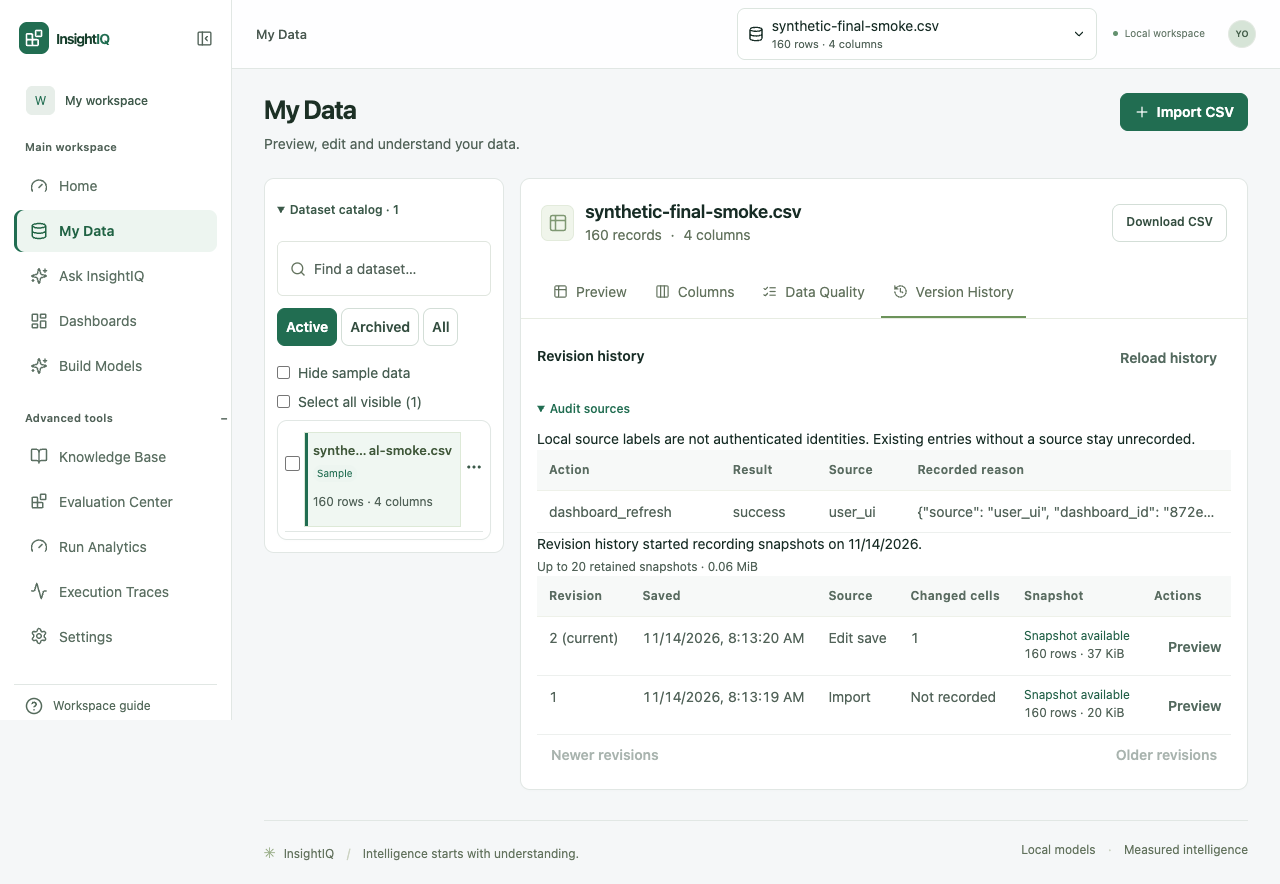 InsightIQ
W My workspace
Main workspace
Home
My Data
Ask InsightIQ
Dashboards
Build Models
Advanced tools –
Knowledge Base
Evaluation Center
Run Analytics
Execution Traces
Settings
Workspace guide
My Data
synthetic-final-smoke.csv
160 rows · 4 columns
Local workspace
YO
My Data
Preview, edit and understand your data.
+ Import CSV
▼ Dataset catalog · 1
Find a dataset...
Active Archived All
Hide sample data
Select all visible (1)
synthe... al-smoke.csv
Sample
160 rows · 4 columns
synthetic-final-smoke.csv
160 records · 4 columns
Download CSV
Preview Columns Data Quality Version History
Revision history
Reload history
▼ Audit sources
Local source labels are not authenticated identities. Existing entries without a source stay unrecorded.
Action Result Source Recorded reason
dashboard_refresh success user_ui {"source": "user_ui", "dashboard_id": "872e...
Revision history started recording snapshots on 11/14/2026.
Up to 20 retained snapshots · 0.06 MiB
Revision Saved Source Changed cells Snapshot Actions
2 (current) 11/14/2026, 8:13:20 AM Edit save 1 Snapshot available Preview
160 rows · 37 KiB
1 11/14/2026, 8:13:19 AM Import Not recorded Snapshot available Preview
160 rows · 20 KiB
Newer revisions Older revisions
InsightIQ / Intelligence starts with understanding.
Local models · Measured intelligence